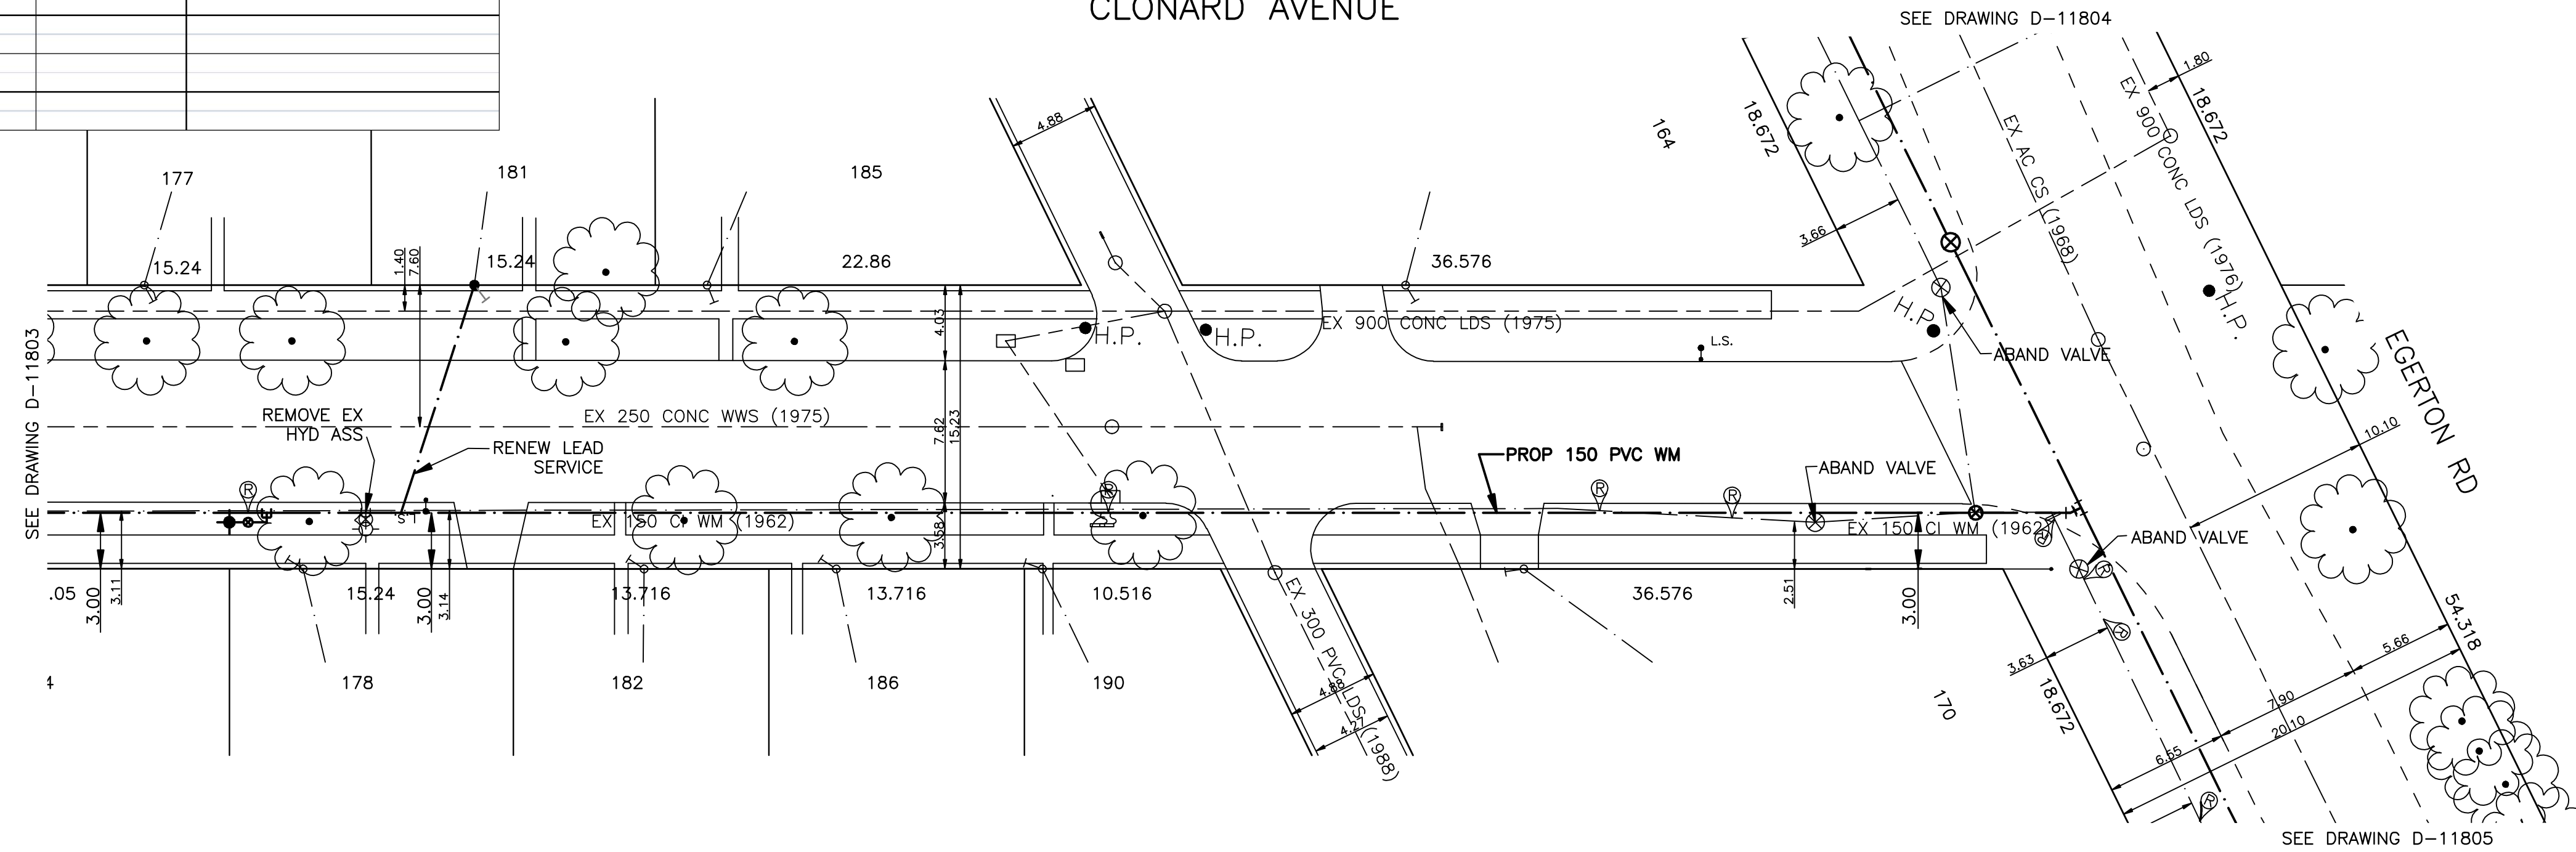 CLONARD AVENUE
SEE DRAWING D-11804
1.80
4.88
18.672
18.672
164
EX 900 CONC LDS (1976)
EX AC CS (1968)
177
181
185
3.66
15.24
1.40
7.60
15.24
22.86
36.576
4.03
EX 900 CONC LDS (1975)
H.P.
H.P.
H.P.
H.P.
L.S.
ABAND VALVE
EGERTON RD
SEE DRAWING D-11803
REMOVE EX
HYD ASS
EX 250 CONC WWS (1975)
7.62
15.23
10.10
RENEW LEAD
SERVICE
PROP 150 PVC WM
ABAND VALVE
R
R
R
R
L.S.
EX 150 CI WM (1962)
3.58
EX 150 CI WM (1962)
ABAND VALVE
R
R
.05
3.00
3.11
15.24
3.00
3.14
13.716
13.716
10.516
EX 300 PVC LDS (1988)
36.576
2.51
3.00
54.318
R
3.63
5.66
4
178
182
186
190
4.88
4.27
170
18.672
7.90
20.10
6.55
R
SEE DRAWING D-11805